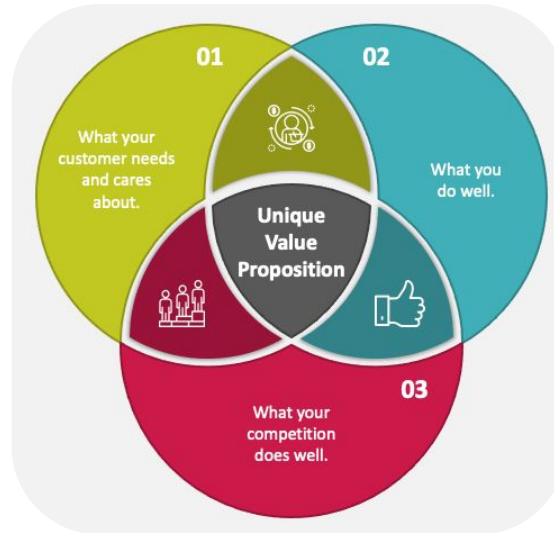 01
What your
customer needs
and cares
about.
02
What you
do well.
Unique
Value
Proposition
03
What your
competition
does well.